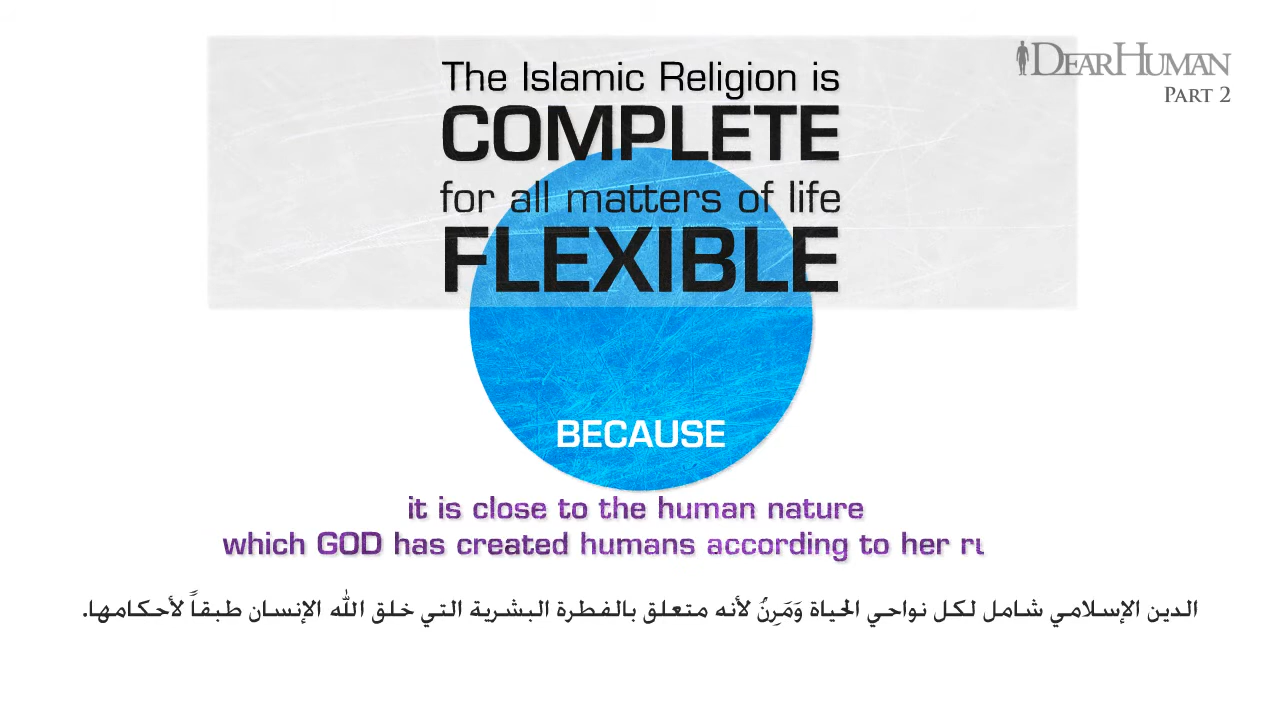 DEARHUMAN
PART 2
The Islamic Religion is
COMPLETE
for all matters of life
FLEXIBLE
BECAUSE
it is close to the human nature
which GOD has created humans according to her
الدين الإسلامي شامل لكل نواحي الحياة وَمَرِنُ لأنه متعلق بالفطرة البشرية التي خلق الله الإنسان طبقاً لأحكامها.